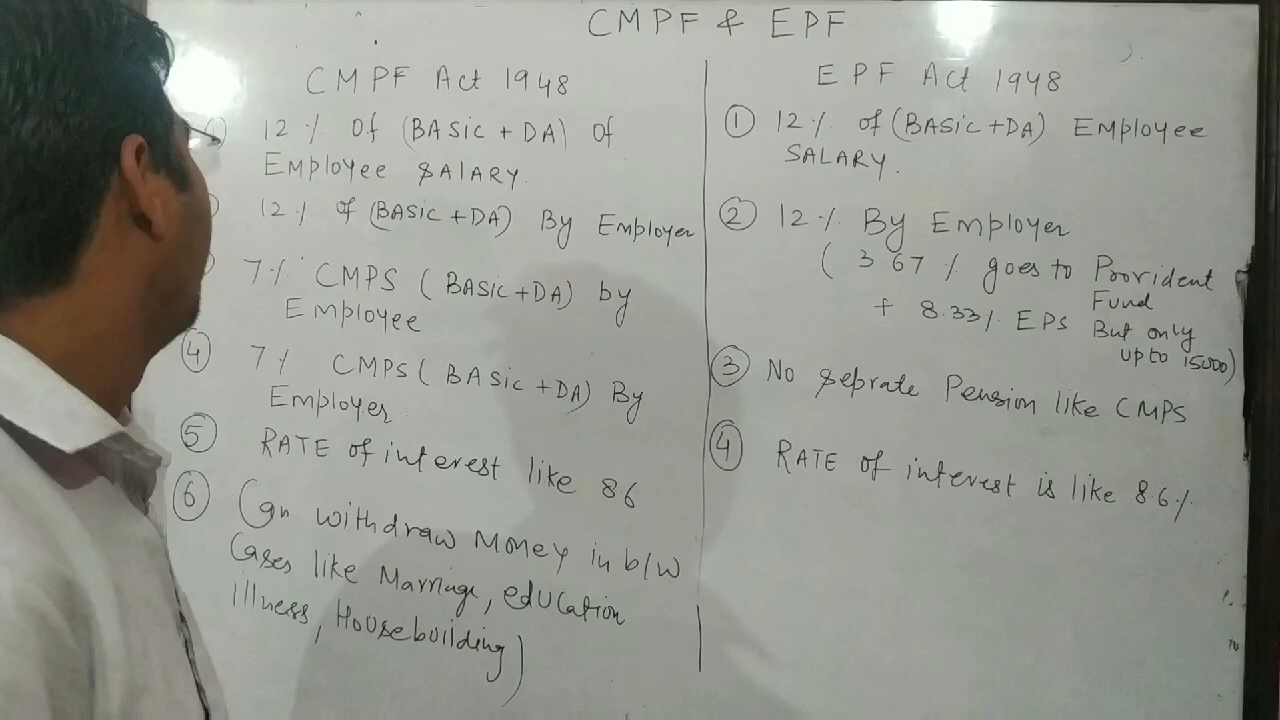 CMPF & EPF
CMPF Act 1948
12 % Of (BASiC + DA) Of
EMployee SALARY.
12 % of (BASiC + DA) By Employer
7 % CMPS ( BASiC + DA) by
EMployee
④ 7 % CMPS ( BASiC + DA) By
EMployer
⑤ RATE of interest like 86
⑥ (an withdraw Money in b/w
Cases like Marriage, edUCation
Illness, Housebuilding)
EPF Act 1948
① 12 % of (BASiC + DA) EMployee
SALARY.
② 12 % By Employer
( 3.67 % goes to Provident
Fund
+ 8.33% EPS But only
upto 15000)
③ No seprate Pension like CMPS
④ RATE of interest is like 8.6 %